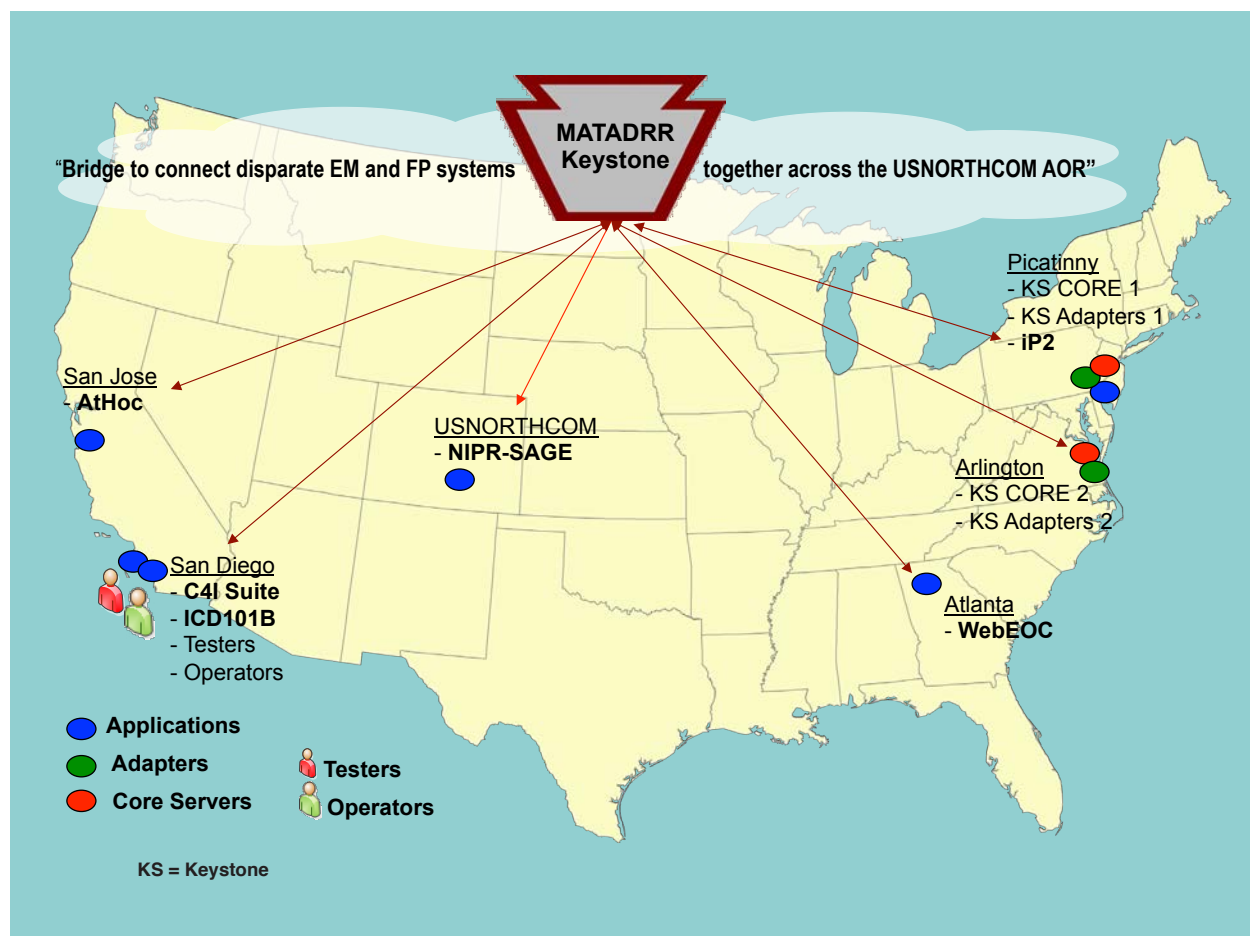 MATADRR
Keystone
“Bridge to connect disparate EM and FP systems
together across the USNORTHCOM AOR”
Picatinny
- KS CORE 1
- KS Adapters 1
- iP2
San Jose
- AtHoc
USNORTHCOM
- NIPR-SAGE
Arlington
- KS CORE 2
- KS Adapters 2
San Diego
- C4I Suite
- ICD101B
- Testers
- Operators
Atlanta
- WebEOC
Applications
Adapters
Core Servers
Testers
Operators
KS = Keystone